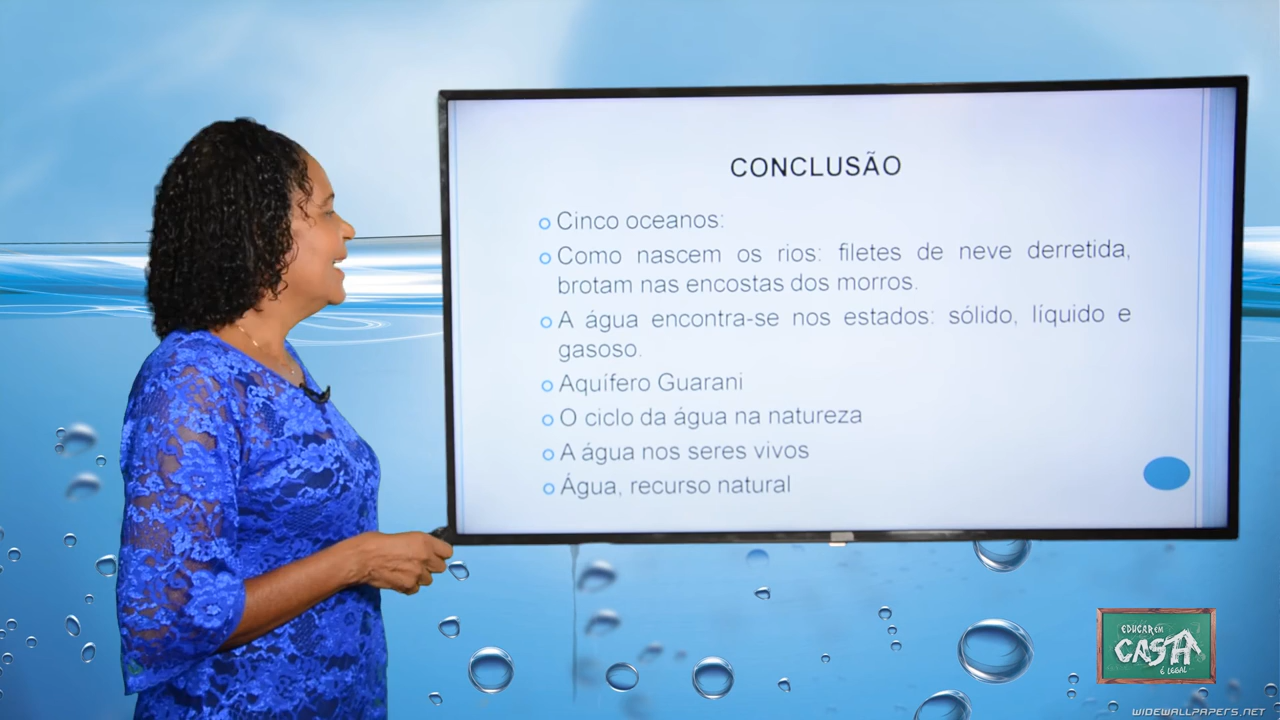 CONCLUSÃO
Cinco oceanos:
Como nascem os rios: filetes de neve derretida,
brotam nas encostas dos morros.
A água encontra-se nos estados: sólido, líquido e
gasoso.
Aquífero Guarani
O ciclo da água na natureza
A água nos seres vivos
Água, recurso natural
EDUCAR EM
CASA
É LEGAL
WIDEWALLPAPERS.NET